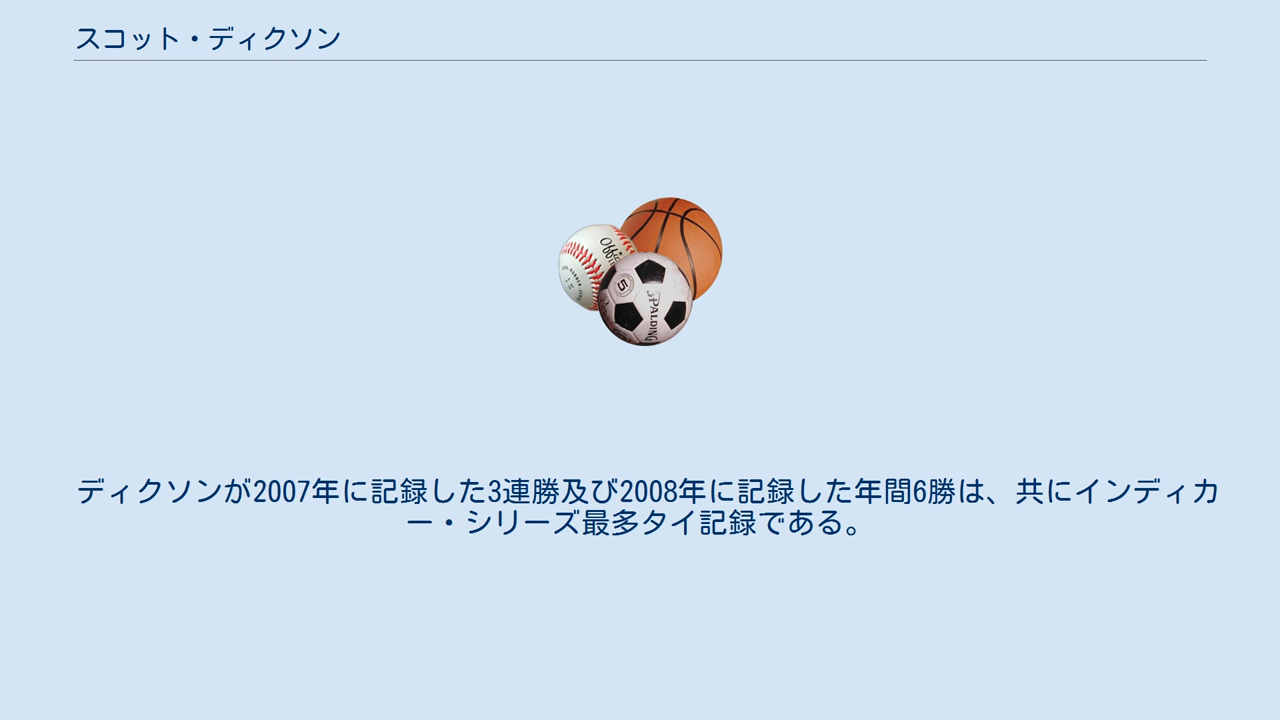 スコット・ディクソン
Offic
5
SPALDING
ディクソンが2007年に記録した3連勝及び2008年に記録した年間6勝は、共にインディカ
ー・シリーズ最多タイ記録である。